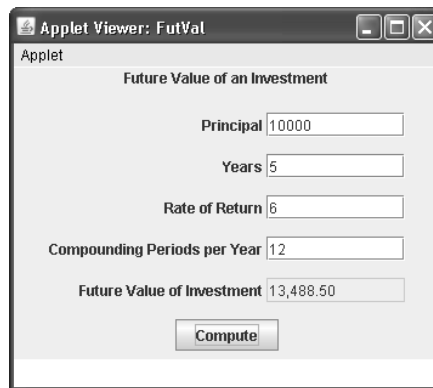 Applet Viewer: FutVal
Applet
Future Value of an Investment
Principal 10000
Years 5
Rate of Return 6
Compounding Periods per Year 12
Future Value of Investment 13,488.50
Compute